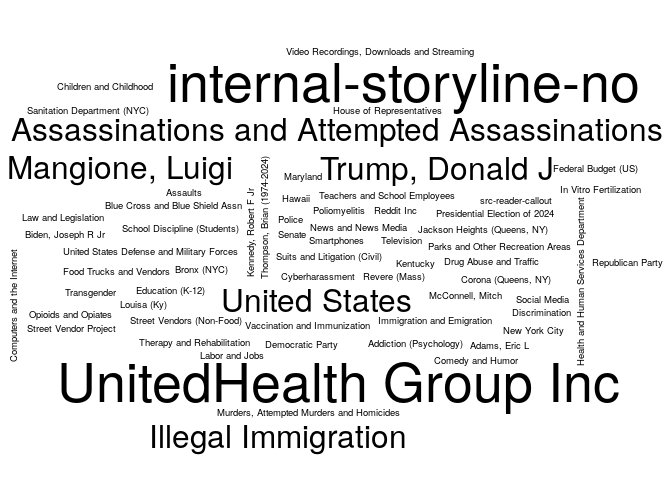 Video Recordings, Downloads and Streaming
Children and Childhood
internal-storyline-no
Sanitation Department (NYC)
House of Representatives
Assassinations and Attempted Assassinations
Mangione, Luigi
Maryland
Trump, Donald J
Federal Budget (US)
Assaults
In Vitro Fertilization
Kennedy, Robert F Jr
Thompson, Brian (1974-2024)
Hawaii
Teachers and School Employees
src-reader-callout
Blue Cross and Blue Shield Assn
Poliomyelitis
Reddit Inc
Presidential Election of 2024
Law and Legislation
Police
School Discipline (Students)
News and News Media
Jackson Heights (Queens, NY)
Biden, Joseph R Jr
Senate
Smartphones
Television
Parks and Other Recreation Areas
Health and Human Services Department
Computers and the Internet
United States Defense and Military Forces
Suits and Litigation (Civil)
Kentucky
Drug Abuse and Traffic
Republican Party
Food Trucks and Vendors
Bronx (NYC)
Cyberharassment
Revere (Mass)
Corona (Queens, NY)
Transgender
Education (K-12)
United States
McConnell, Mitch
Social Media
Louisa (Ky)
Opioids and Opiates
Discrimination
Street Vendors (Non-Food)
Vaccination and Immunization
Immigration and Emigration
Street Vendor Project
New York City
Therapy and Rehabilitation
Democratic Party
Addiction (Psychology)
Adams, Eric L
Labor and Jobs
Comedy and Humor
UnitedHealth Group Inc
Murders, Attempted Murders and Homicides
Illegal Immigration